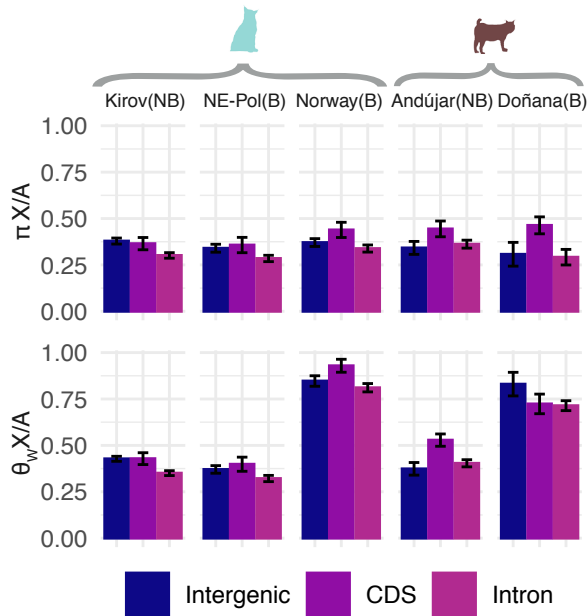 Kirov(NB) NE-Pol(B) Norway(B) Andújar(NB) Doñana(B)
π X/A
1.00
0.75
0.50
0.25
0.00
θw X/A
1.00
0.75
0.50
0.25
0.00
Intergenic CDS Intron